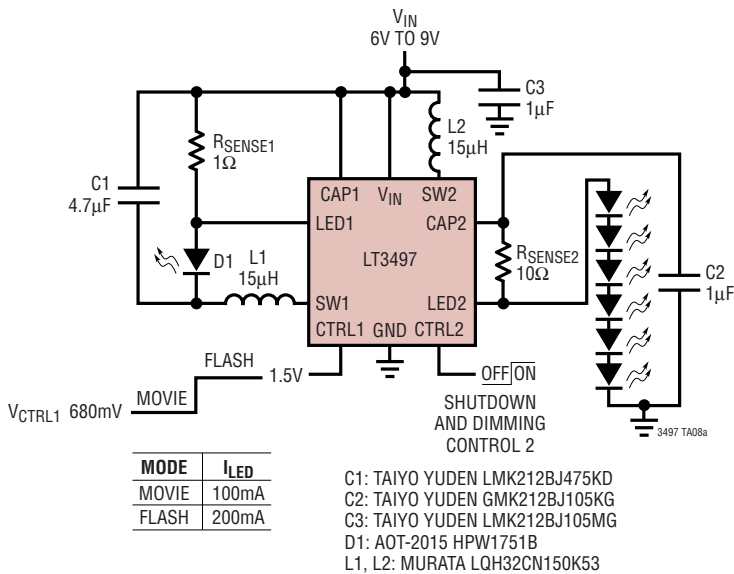 VIN
6V TO 9V
C3
1µF
L2
15µH
RSENSE1
1Ω
C1
4.7µF
CAP1 VIN SW2
LED1 CAP2
D1
L1
15µH
LT3497
RSENSE2
10Ω
C2
1µF
SW1 LED2
CTRL1 GND CTRL2
FLASH
1.5V
OFF ON
MOVIE
VCTRL1 680mV
SHUTDOWN
AND DIMMING
CONTROL 2
3497 TA08a
MODE ILED
MOVIE 100mA
FLASH 200mA
C1: TAIYO YUDEN LMK212BJ475KD
C2: TAIYO YUDEN GMK212BJ105KG
C3: TAIYO YUDEN LMK212BJ105MG
D1: AOT-2015 HPW1751B
L1, L2: MURATA LQH32CN150K53